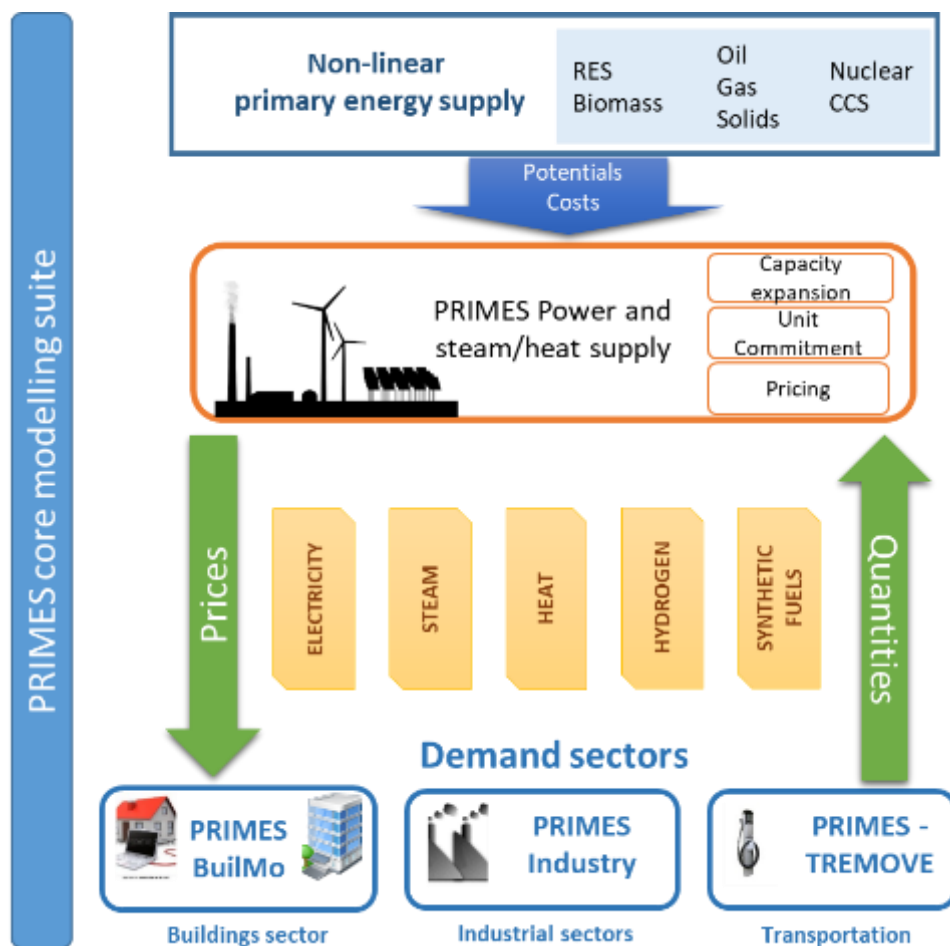 PRIMES core modelling suite
Non-linear
primary energy supply
RES
Biomass
Oil
Gas
Solids
Nuclear
CCS
Potentials
Costs
PRIMES Power and
steam/heat supply
Capacity
expansion
Unit
Commitment
Pricing
Prices
ELECTRICITY
STEAM
HEAT
HYDROGEN
SYNTHETIC
FUELS
Quantities
Demand sectors
PRIMES
BuilMo
PRIMES
Industry
PRIMES -
TREMOVE
Buildings sector
Industrial sectors
Transportation